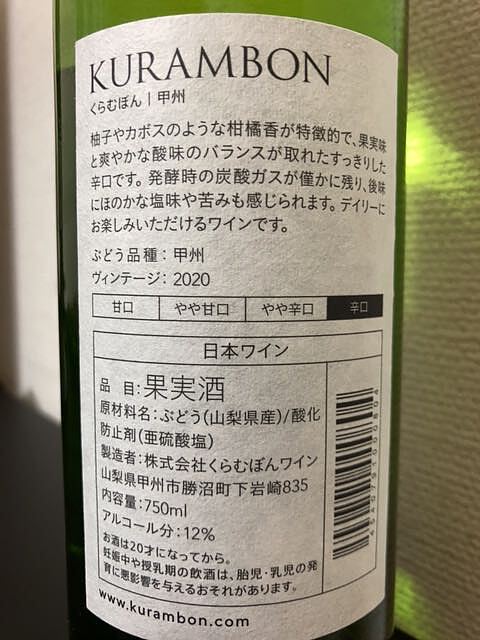 KURAMBON
くらむぼん | 甲州
柚子やカボスのような柑橘香が特徴的で、果実味
と爽やかな酸味のバランスが取れたすっきりした
辛口です。発酵時の炭酸ガスが僅かに残り、後味
にほのかな塩味や苦みも感じられます。デイリーに
お楽しみいただけるワインです。
ぶどう品種：甲州
ヴィンテージ：2020
甘口 やや甘口 やや辛口 辛口
日本ワイン
品　目：果実酒
原材料名：ぶどう(山梨県産)/酸化
防止剤(亜硫酸塩)
製造者：株式会社くらむぼんワイン
山梨県甲州市勝沼町下岩崎835
内容量：750ml
アルコール分：12%
お酒は20才になってから。
妊娠中や授乳期の飲酒は、胎児・乳児の発
育に悪影響を与えるおそれがあります。
www.kurambon.com